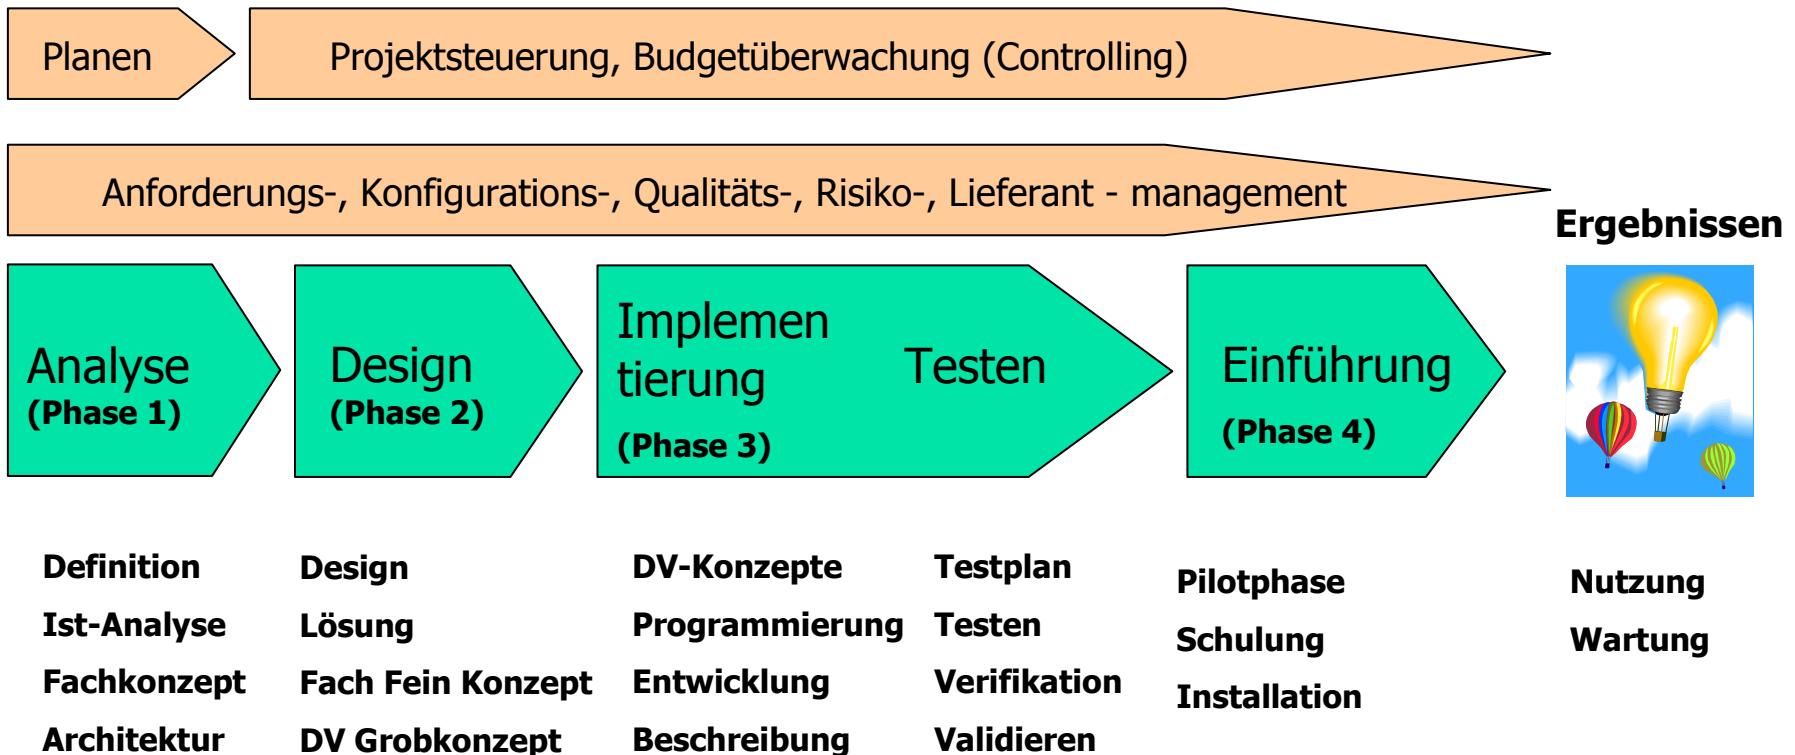 Planen
Projektsteuerung, Budgetüberwachung (Controlling)
Anforderungs-, Konfigurations-, Qualitäts-, Risiko-, Lieferant - management
Ergebnissen
Analyse
(Phase 1)
Design
(Phase 2)
Implemen
tierung
(Phase 3)
Testen
Einführung
(Phase 4)
Definition
Ist-Analyse
Fachkonzept
Architektur
Design
Lösung
Fach Fein Konzept
DV Grobkonzept
DV-Konzepte
Programmierung
Entwicklung
Beschreibung
Testplan
Testen
Verifikation
Validieren
Pilotphase
Schulung
Installation
Nutzung
Wartung